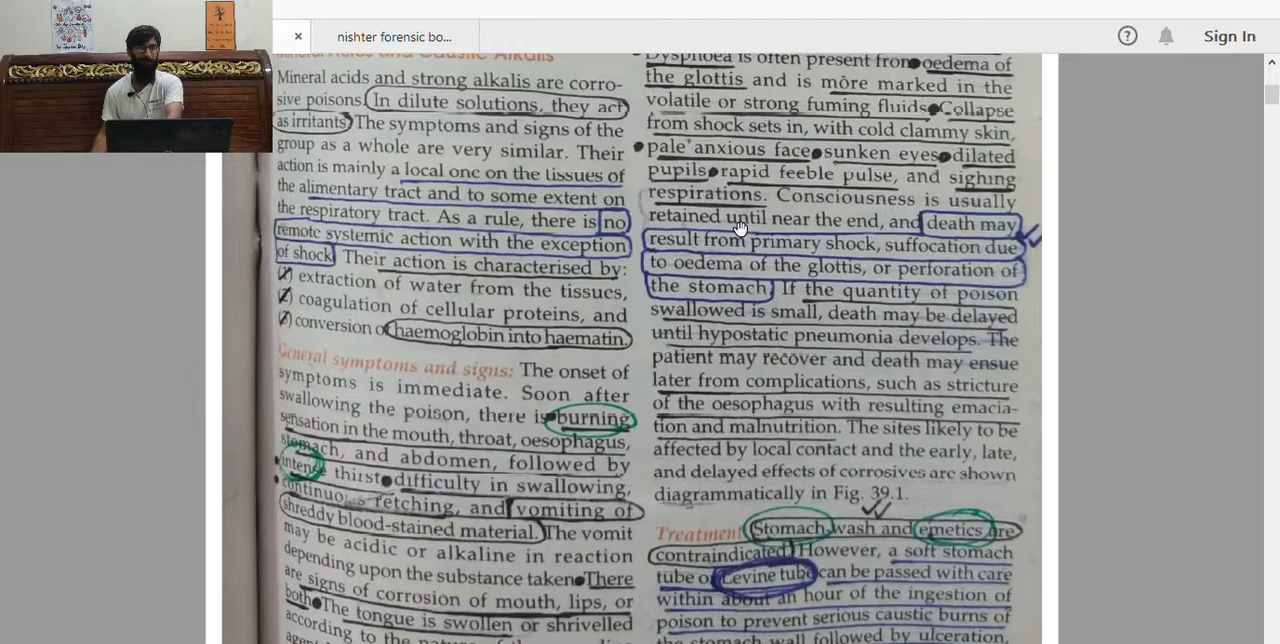 nishter forensic bo...
Sign In
Mineral Acids and Caustic Alkalis
Mineral acids and strong alkalis are corro-
sive poisons. In dilute solutions, they act
as irritants. The symptoms and signs of the
group as a whole are very similar. Their
action is mainly a local one on the tissues of
the alimentary tract and to some extent on
the respiratory tract. As a rule, there is no
remote systemic action with the exception
of shock. Their action is characterised by:
extraction of water from the tissues,
coagulation of cellular proteins, and
conversion of haemoglobin into haematin.
General symptoms and signs: The onset of
symptoms is immediate. Soon after
swallowing the poison, there is burning
sensation in the mouth, throat, oesophagus,
stomach, and abdomen, followed by
intense thirst difficulty in swallowing,
continuous retching, and vomiting of
shreddy blood-stained material. The vomit
may be acidic or alkaline in reaction
depending upon the substance taken. There
are signs of corrosion of mouth, lips, or
both. The tongue is swollen or shrivelled
according to the nature of the
Dyspnoea is often present from oedema of
the glottis and is more marked in the
volatile or strong fuming fluids. Collapse
from shock sets in, with cold clammy skin,
pale anxious face sunken eyes dilated
pupils rapid feeble pulse, and sighing
respirations. Consciousness is usually
retained until near the end, and death may
result from primary shock, suffocation due
to oedema of the glottis, or perforation of
the stomach. If the quantity of poison
swallowed is small, death may be delayed
until hypostatic pneumonia develops. The
patient may recover and death may ensue
later from complications, such as stricture
of the oesophagus with resulting emacia-
tion and malnutrition. The sites likely to be
affected by local contact and the early, late,
and delayed effects of corrosives are shown
diagrammatically in Fig. 39.1.
Treatment Stomach wash and emetics are
contraindicated. However, a soft stomach
tube or Levine tube can be passed with care
within about an hour of the ingestion of
poison to prevent serious caustic burns of
the stomach wall followed by ulceration,